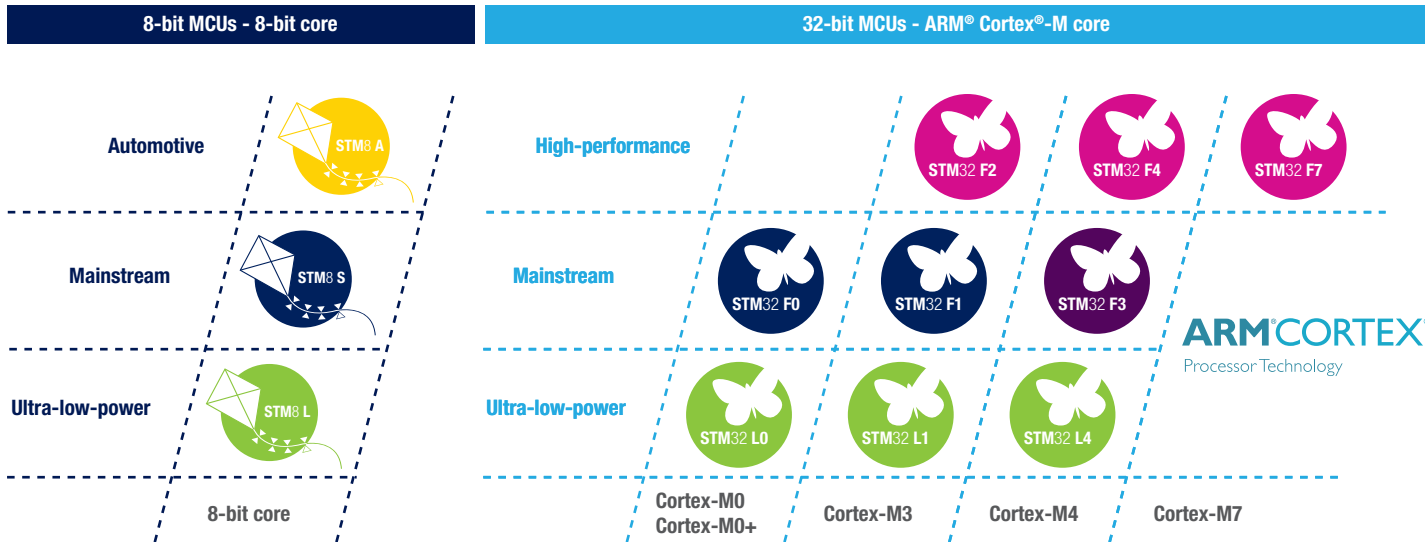 8-bit MCUs - 8-bit core
32-bit MCUs - ARM® Cortex®-M core
Automotive
STM8 A
High-performance
STM32 F2
STM32 F4
STM32 F7
Mainstream
STM8 S
Mainstream
STM32 F0
STM32 F1
STM32 F3
ARM®CORTEX®
Processor Technology
Ultra-low-power
STM8 L
Ultra-low-power
STM32 L0
STM32 L1
STM32 L4
8-bit core
Cortex-M0
Cortex-M0+
Cortex-M3
Cortex-M4
Cortex-M7